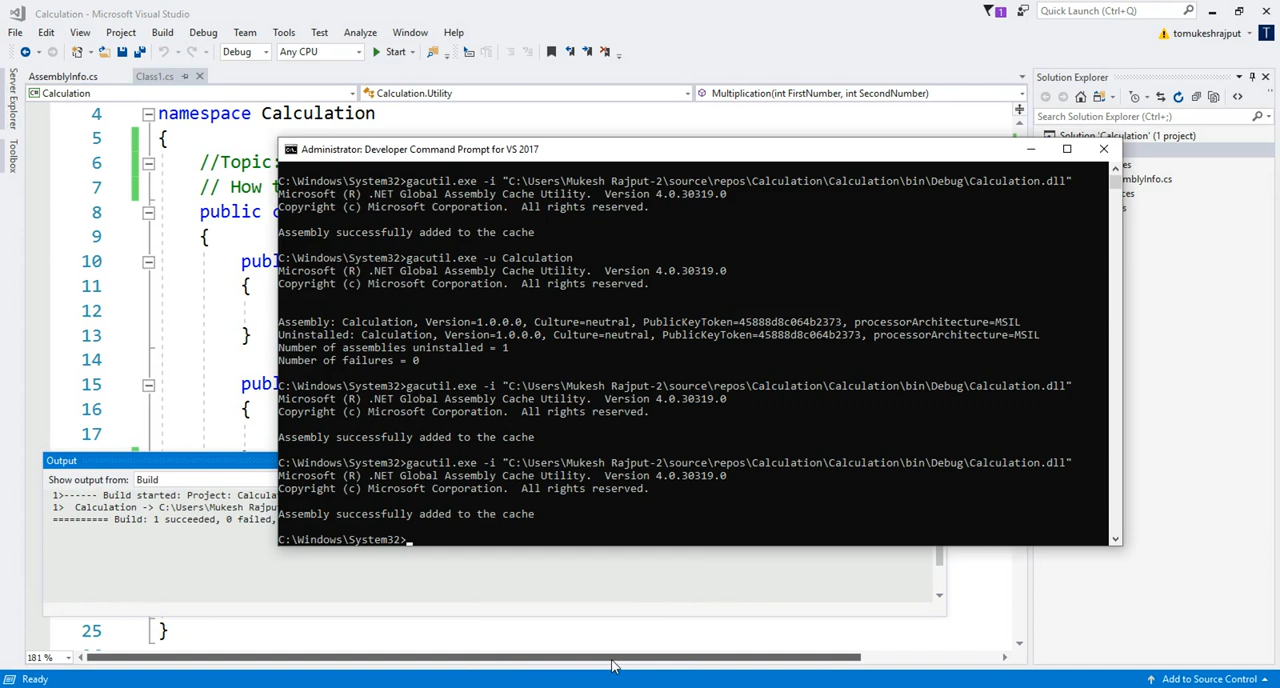 Calculation - Microsoft Visual Studio
1
Quick Launch (Ctrl+Q)
File Edit View Project Build Debug Team Tools Test Analyze Window Help
tomukeshrajput
T
Debug Any CPU Start
Server Explorer
Toolbox
AssemblyInfo.cs Class1.cs
Calculation Calculation.Utility Multiplication(int FirstNumber, int SecondNumber)
Solution Explorer
Search Solution Explorer (Ctrl+;)
Solution 'Calculation' (1 project)
es
mblyInfo.cs
s
4 namespace Calculation
5 {
6 //Topic:
7 // How t
8 public c
9 {
10 publ
11 {
12
13 }
14
15 publ
16 {
17
25 }
Administrator: Developer Command Prompt for VS 2017
C:\Windows\System32>gacutil.exe -i "C:\Users\Mukesh Rajput-2\source\repos\Calculation\Calculation\bin\Debug\Calculation.dll"
Microsoft (R) .NET Global Assembly Cache Utility. Version 4.0.30319.0
Copyright (c) Microsoft Corporation. All rights reserved.
Assembly successfully added to the cache
C:\Windows\System32>gacutil.exe -u Calculation
Microsoft (R) .NET Global Assembly Cache Utility. Version 4.0.30319.0
Copyright (c) Microsoft Corporation. All rights reserved.
Assembly: Calculation, Version=1.0.0.0, Culture=neutral, PublicKeyToken=45888d8c064b2373, processorArchitecture=MSIL
Uninstalled: Calculation, Version=1.0.0.0, Culture=neutral, PublicKeyToken=45888d8c064b2373, processorArchitecture=MSIL
Number of assemblies uninstalled = 1
Number of failures = 0
C:\Windows\System32>gacutil.exe -i "C:\Users\Mukesh Rajput-2\source\repos\Calculation\Calculation\bin\Debug\Calculation.dll"
Microsoft (R) .NET Global Assembly Cache Utility. Version 4.0.30319.0
Copyright (c) Microsoft Corporation. All rights reserved.
Assembly successfully added to the cache
C:\Windows\System32>gacutil.exe -i "C:\Users\Mukesh Rajput-2\source\repos\Calculation\Calculation\bin\Debug\Calculation.dll"
Microsoft (R) .NET Global Assembly Cache Utility. Version 4.0.30319.0
Copyright (c) Microsoft Corporation. All rights reserved.
Assembly successfully added to the cache
C:\Windows\System32>
Output
Show output from: Build
1>------ Build started: Project: Calcula
1> Calculation -> C:\Users\Mukesh Rajput
========== Build: 1 succeeded, 0 failed,
181 %
Ready
Add to Source Control